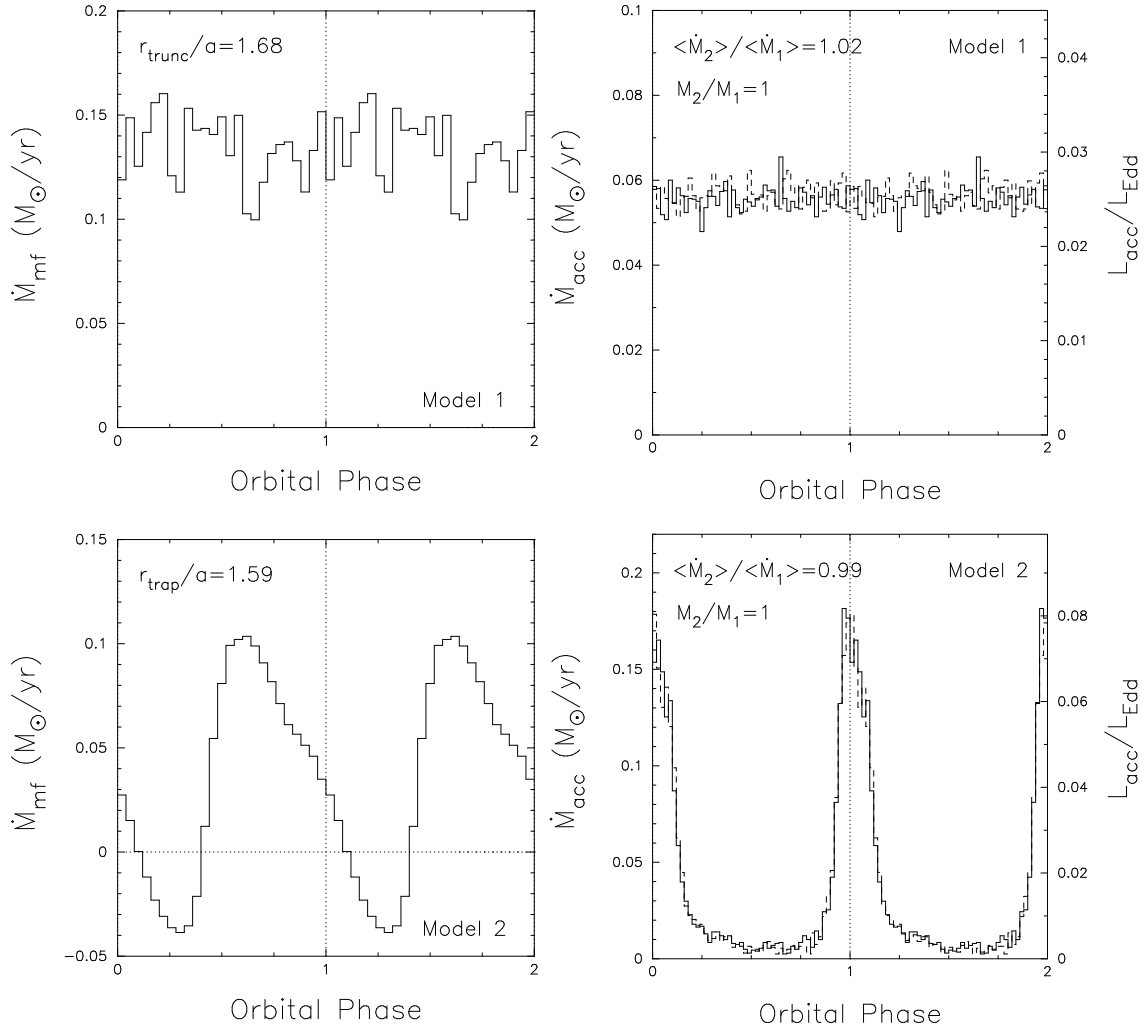 0.2
0.15
0.1
0.05
0
r_trunc/a=1.68
Model 1
Ṁ_mf (M_⊙/yr)
0 1 2
Orbital Phase
0.1
0.08
0.06
0.04
0.02
0
<Ṁ_2>/<Ṁ_1>=1.02
Model 1
M_2/M_1=1
Ṁ_acc (M_⊙/yr)
0.04
0.03
0.02
0.01
0
L_acc/L_Edd
0 1 2
Orbital Phase
0.15
0.1
0.05
0
−0.05
r_trap/a=1.59
Model 2
Ṁ_mf (M_⊙/yr)
0 1 2
Orbital Phase
0.2
0.15
0.1
0.05
0
<Ṁ_2>/<Ṁ_1>=0.99
Model 2
M_2/M_1=1
Ṁ_acc (M_⊙/yr)
0.08
0.06
0.04
0.02
0
L_acc/L_Edd
0 1 2
Orbital Phase